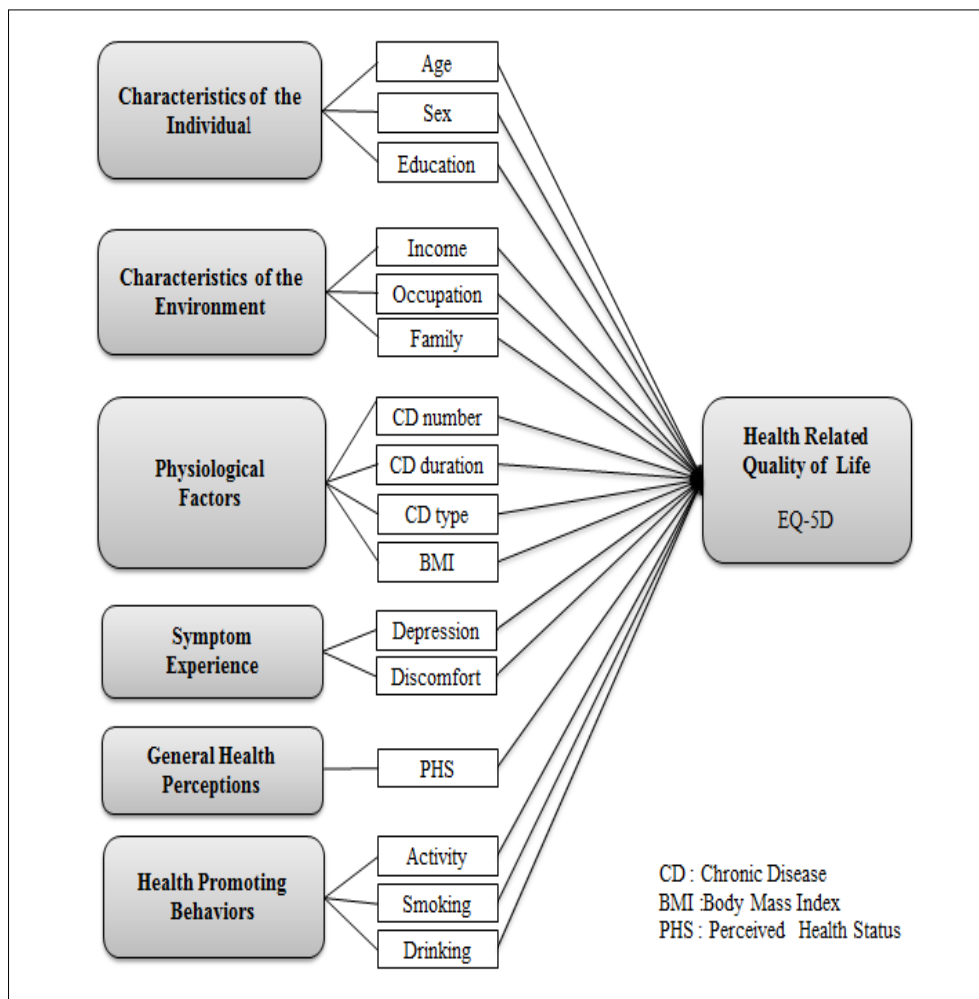 Characteristics of the
Individual
Age
Sex
Education
Characteristics of the
Environment
Income
Occupation
Family
Physiological
Factors
CD number
CD duration
CD type
BMI
Symptom
Experience
Depression
Discomfort
General Health
Perceptions
PHS
Health Promoting
Behaviors
Activity
Smoking
Drinking
Health Related
Quality of Life
EQ-5D
CD : Chronic Disease
BMI :Body Mass Index
PHS : Perceived Health Status